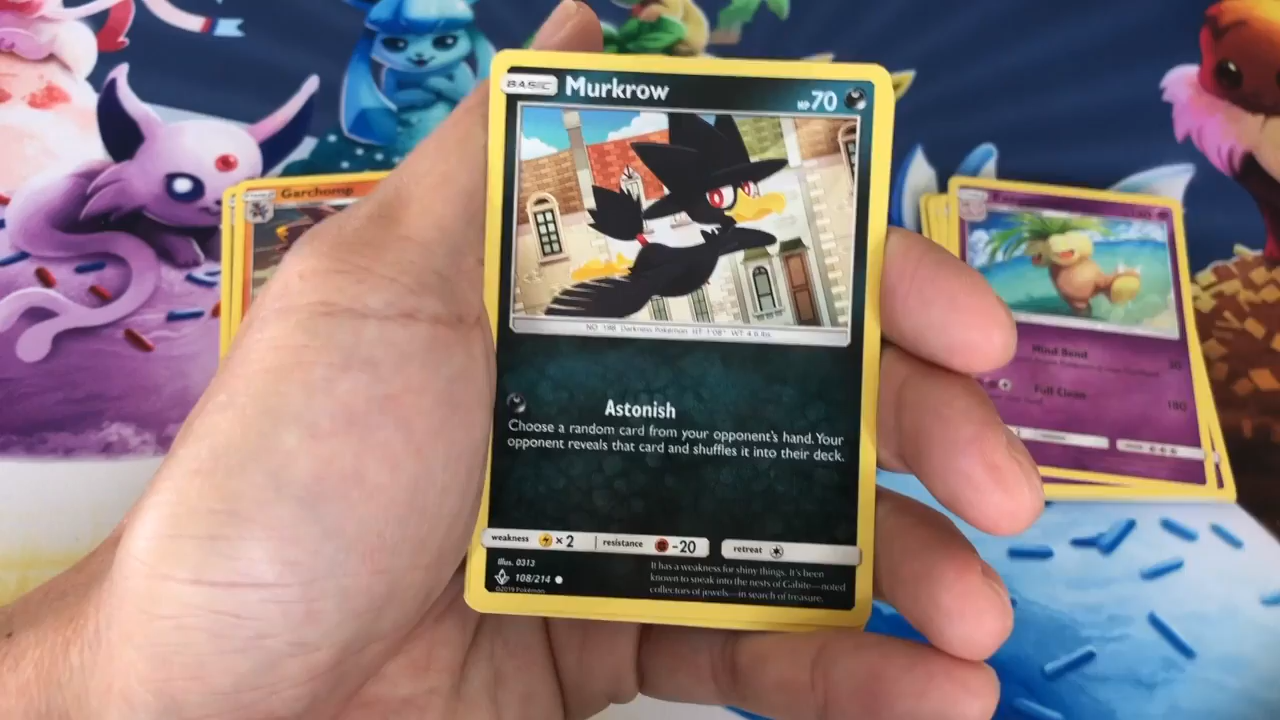 BASIC Murkrow HP70
NO. 198 Darkness Pokémon HT: 1'08" WT: 4.6 lbs.
Astonish
Choose a random card from your opponent's hand. Your
opponent reveals that card and shuffles it into their deck.
weakness ×2 resistance -20 retreat
Illus. 0313
108/214
©2019 Pokémon
It has a weakness for shiny things. It's been
known to sneak into the nests of Gabite—noted
collectors of jewels—in search of treasure.
Garchomp
Mind Bend 30
Full Clean 180